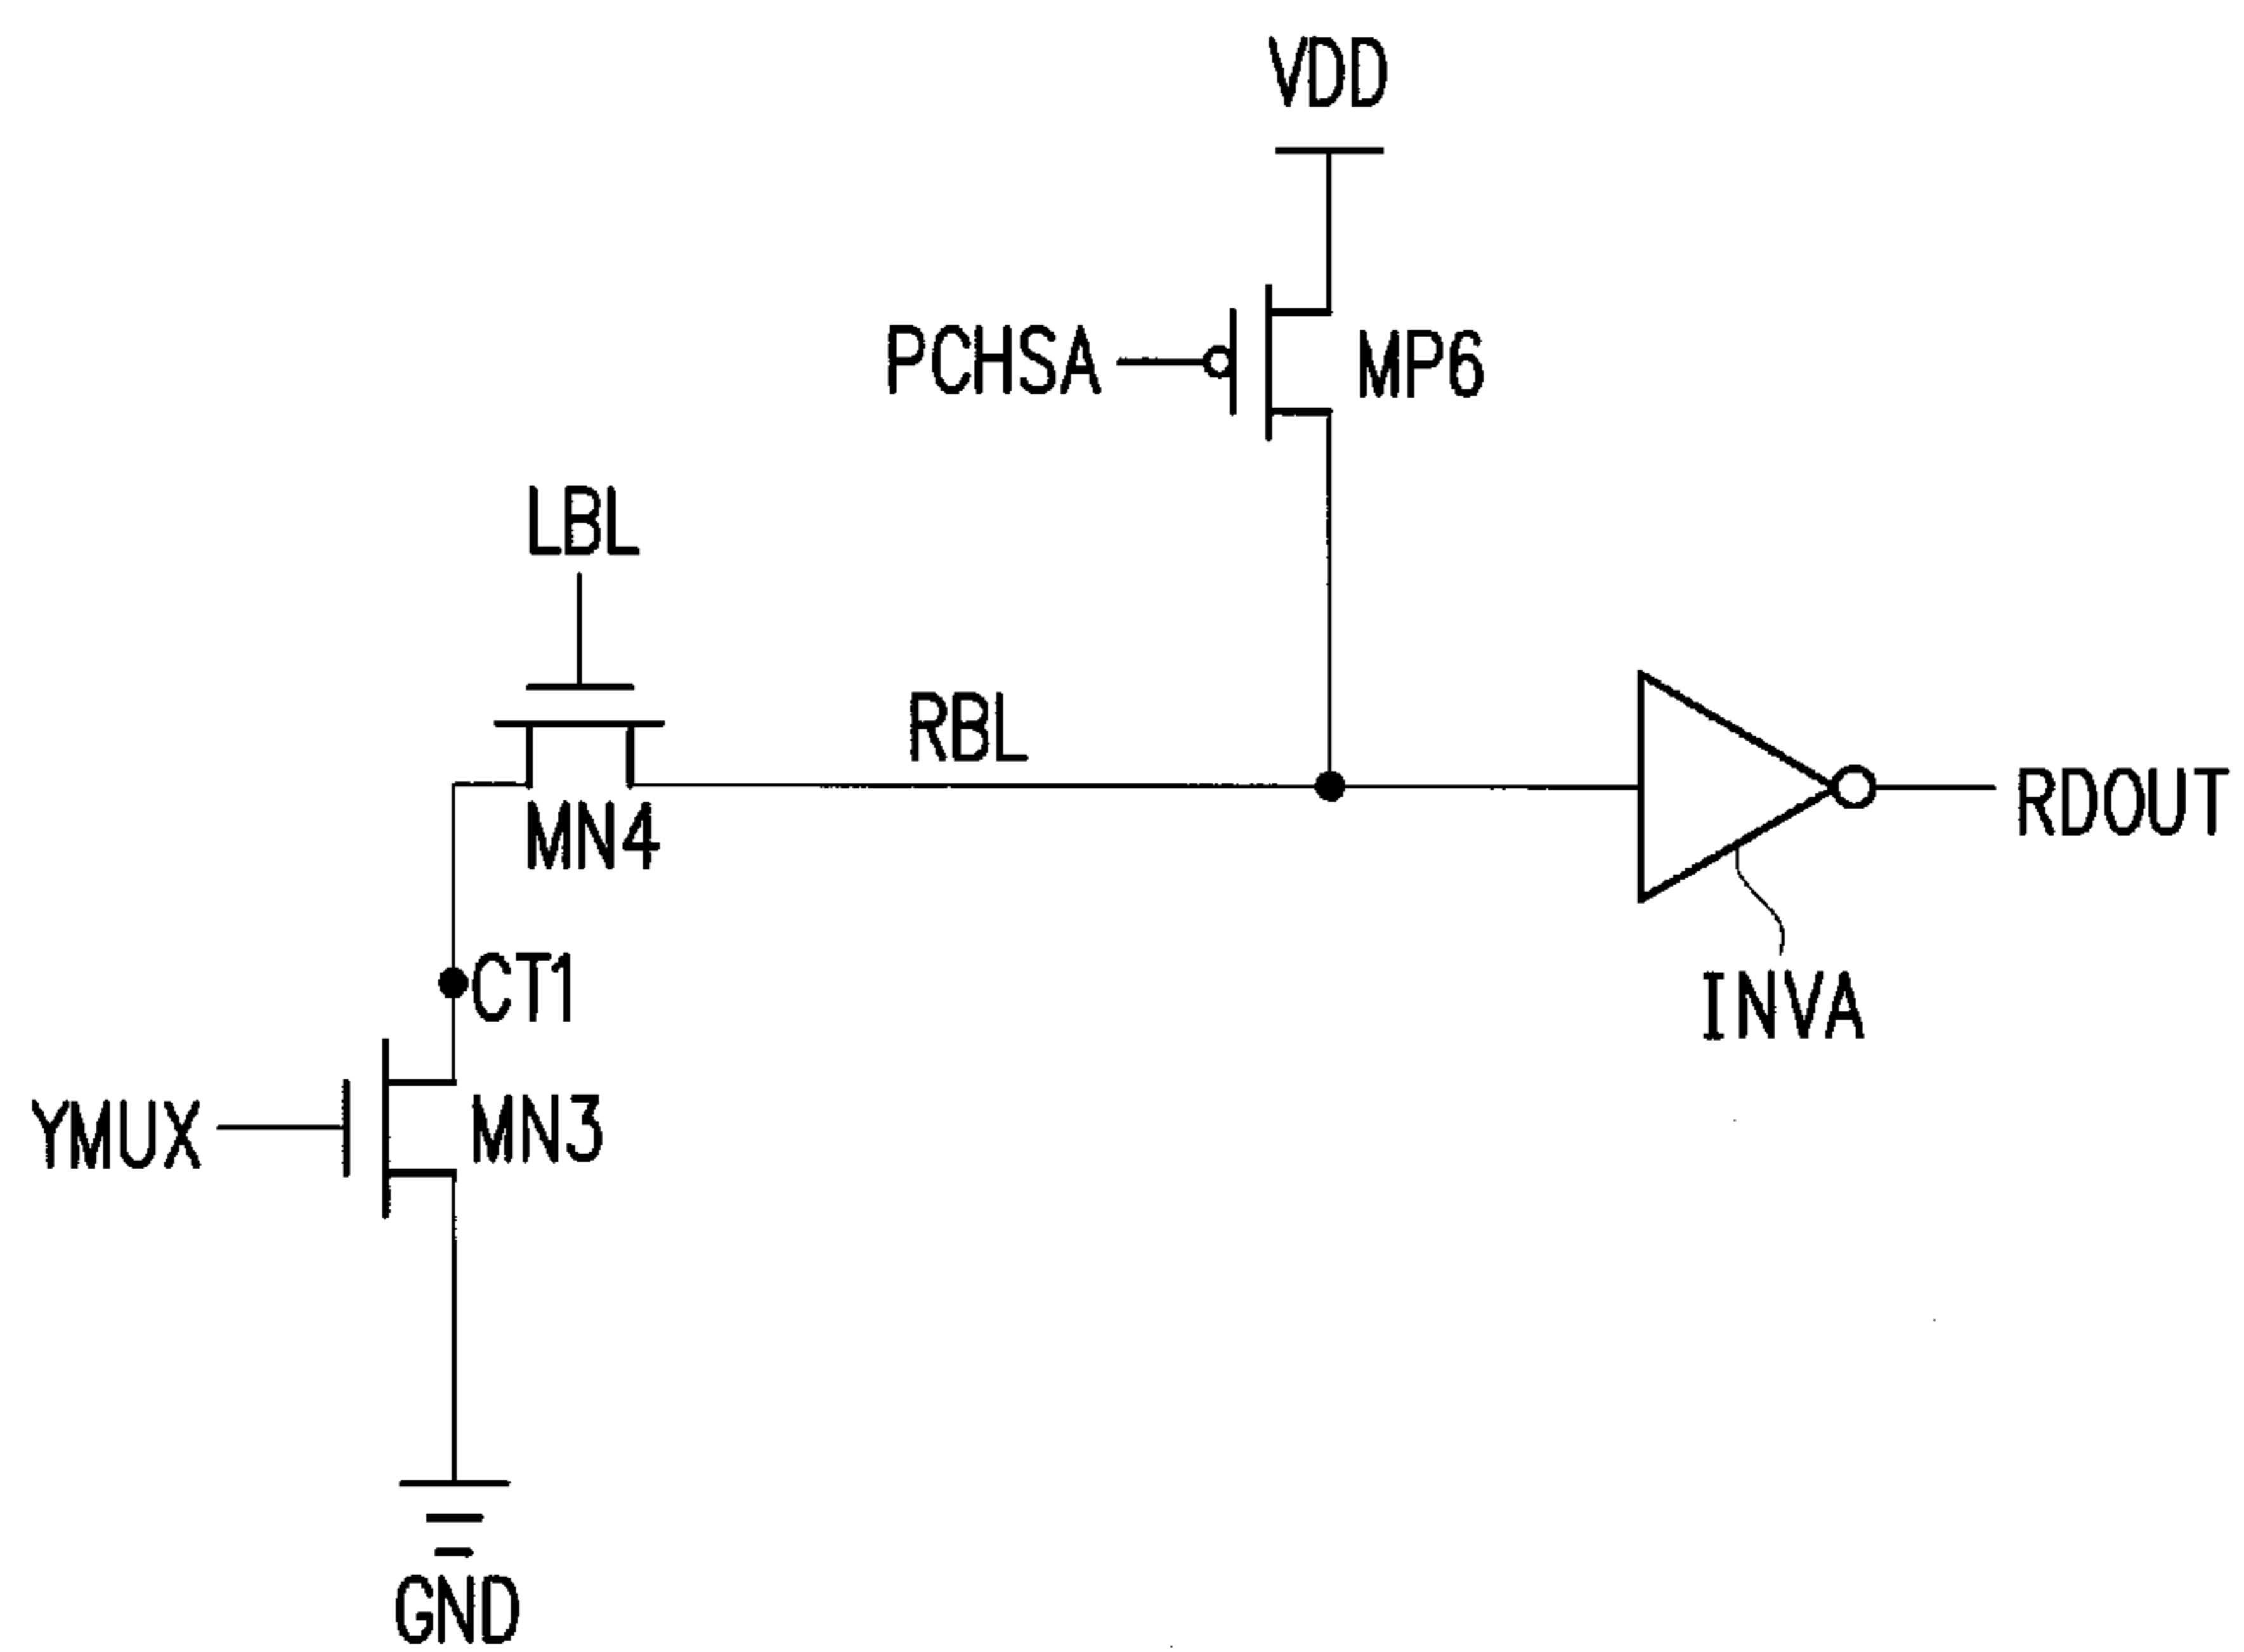 VDD
PCHSA
MP6
LBL
RBL
MN4
RDOUT
CT1
INVA
YMUX
MN3
GND